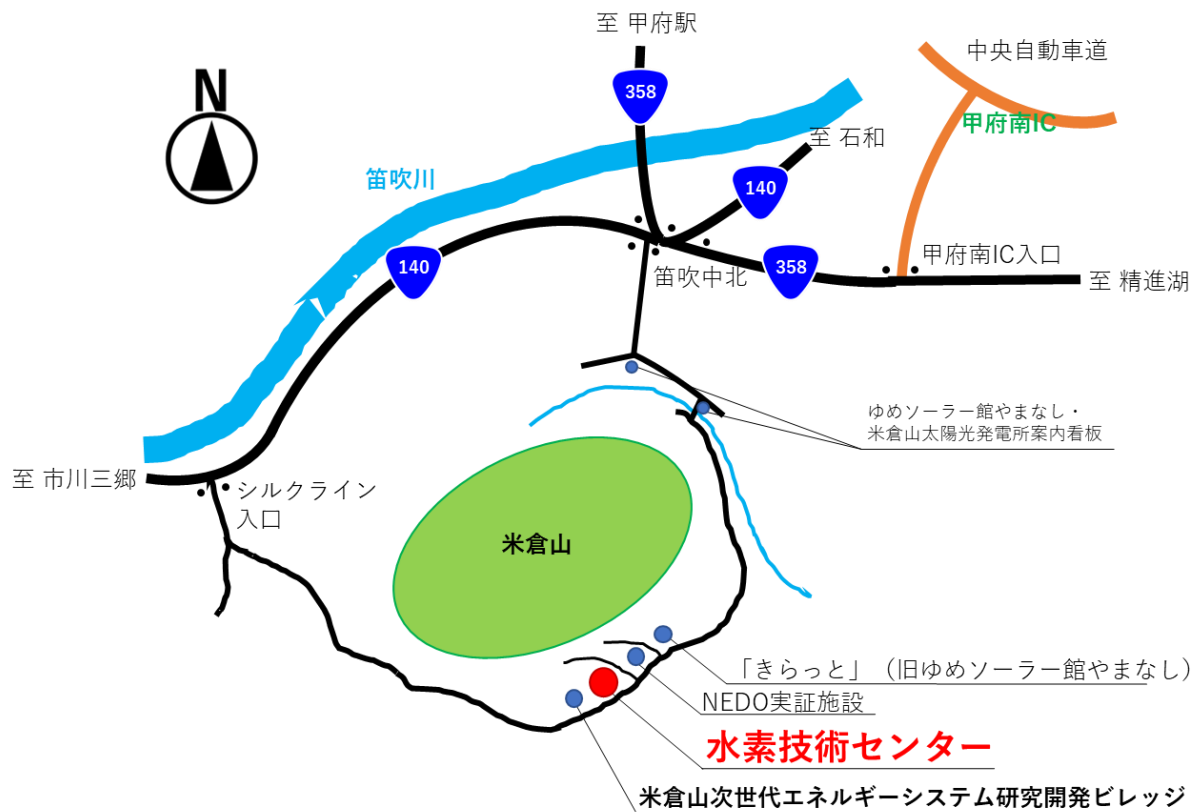 至 甲府駅
中央自動車道
N
358
甲府南IC
至 石和
笛吹川
140
140
358
甲府南IC入口
笛吹中北
至 精進湖
ゆめソーラー館やまなし・
米倉山太陽光発電所案内看板
至 市川三郷
シルクライン
入口
米倉山
「きらっと」（旧ゆめソーラー館やまなし）
NEDO実証施設
水素技術センター
米倉山次世代エネルギーシステム研究開発ビレッジ